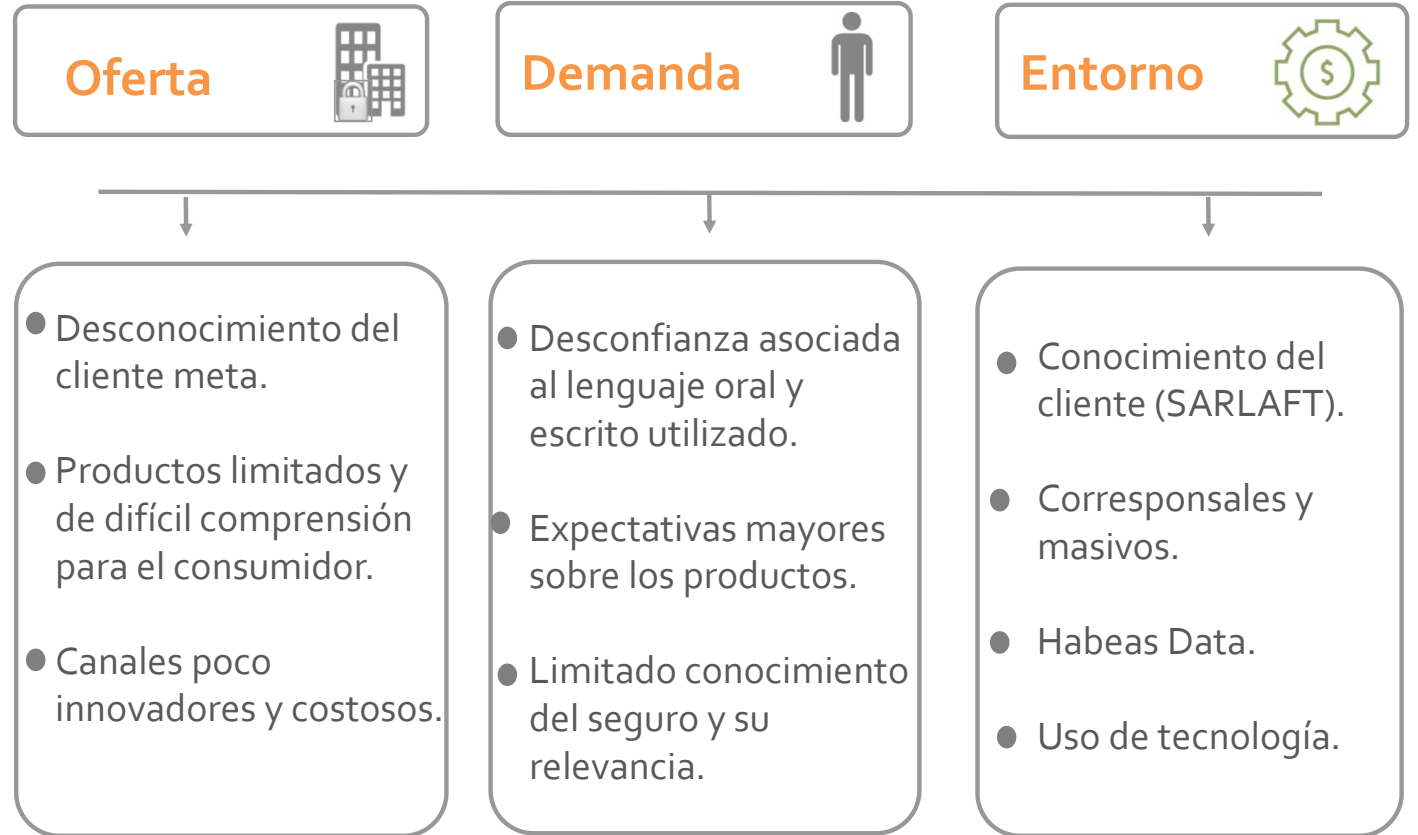 Oferta
Demanda
Entorno
$
Desconocimiento del
cliente meta.
Productos limitados y
de difícil comprensión
para el consumidor.
Canales poco
innovadores y costosos.
Desconfianza asociada
al lenguaje oral y
escrito utilizado.
Expectativas mayores
sobre los productos.
Limitado conocimiento
del seguro y su
relevancia.
Conocimiento del
cliente (SARLAFT).
Corresponsales y
masivos.
Habeas Data.
Uso de tecnología.